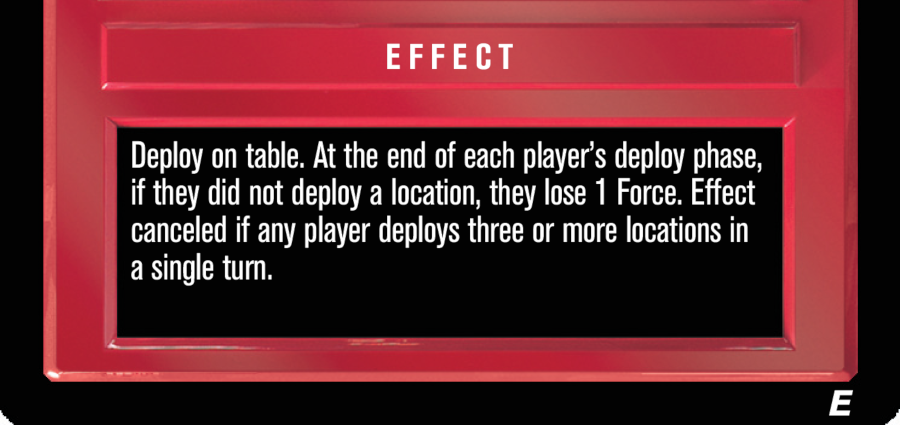 EFFECT
Deploy on table. At the end of each player's deploy phase,
if they did not deploy a location, they lose 1 Force. Effect
canceled if any player deploys three or more locations in
a single turn.
E